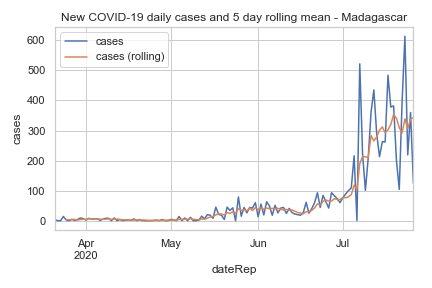 New COVID-19 daily cases and 5 day rolling mean - Madagascar
cases
cases (rolling)
600
500
400
300
200
100
0
cases
Apr
2020
May
Jun
Jul
dateRep